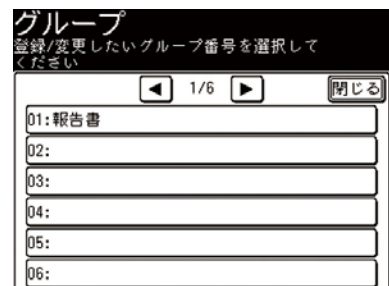 グループ
登録/変更したいグループ番号を選択して
ください
1/6 閉じる
01:報告書
02:
03:
04:
05:
06: